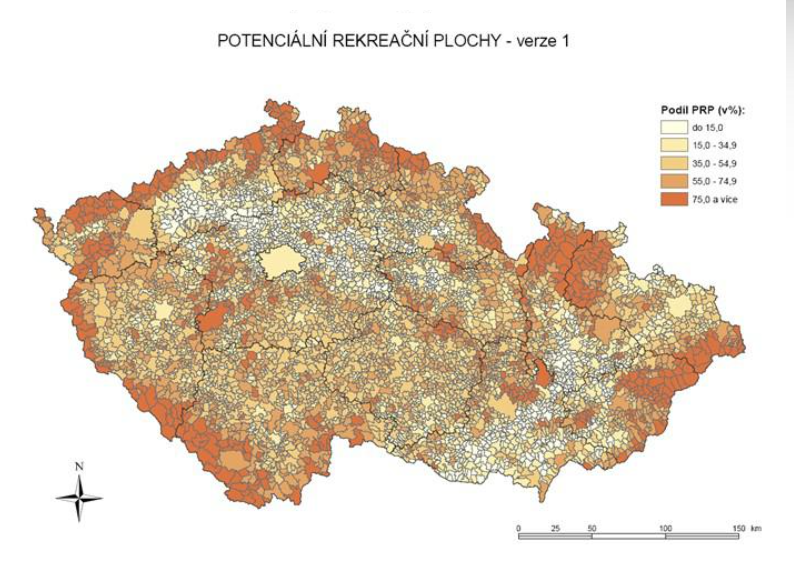 POTENCIÁLNÍ REKREAČNÍ PLOCHY - verze 1
Podíl PRP (v%):
do 15,0
15,0 - 34,9
35,0 - 54,9
55,0 - 74,9
75,0 a více
N
0 25 50 100 150 km